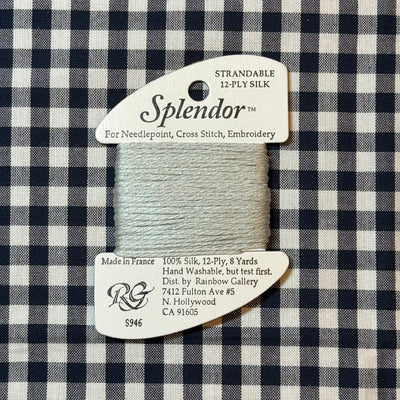 STRANDABLE
12-PLY SILK
Splendor™
For Needlepoint, Cross Stitch, Embroidery
Made in France
100% Silk, 12-Ply, 8 Yards
Hand Washable, but test first.
Dist. by Rainbow Gallery
7412 Fulton Ave #5
N. Hollywood
CA 91605
RG
S946